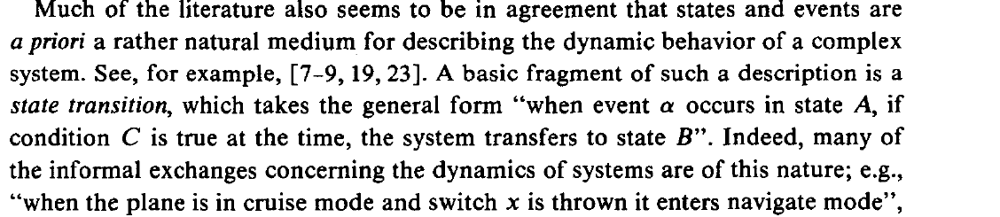 Much of the literature also seems to be in agreement that states and events are
a priori a rather natural medium for describing the dynamic behavior of a complex
system. See, for example, [7-9, 19, 23]. A basic fragment of such a description is a
state transition, which takes the general form “when event α occurs in state A, if
condition C is true at the time, the system transfers to state B”. Indeed, many of
the informal exchanges concerning the dynamics of systems are of this nature; e.g.,
“when the plane is in cruise mode and switch x is thrown it enters navigate mode”,